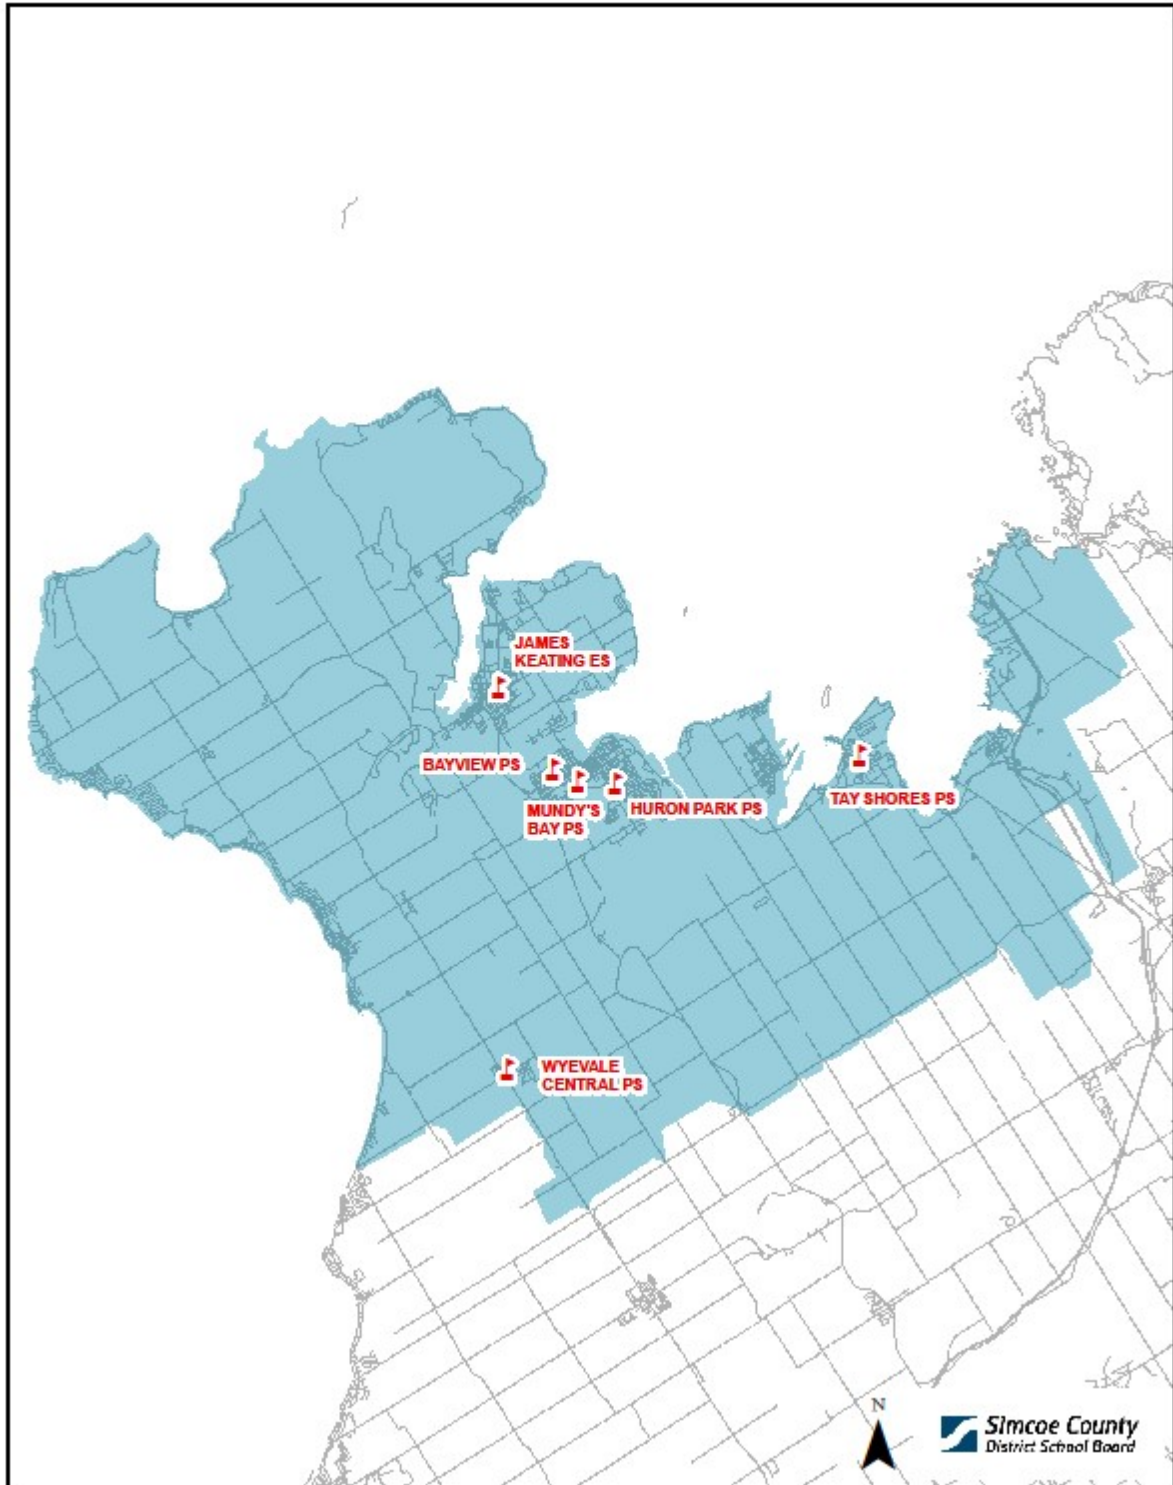 JAMES
KEATING ES
BAYVIEW PS
MUNDY'S
BAY PS
HURON PARK PS
TAY SHORES PS
WYEVALE
CENTRAL PS
N
Simcoe County
District School Board